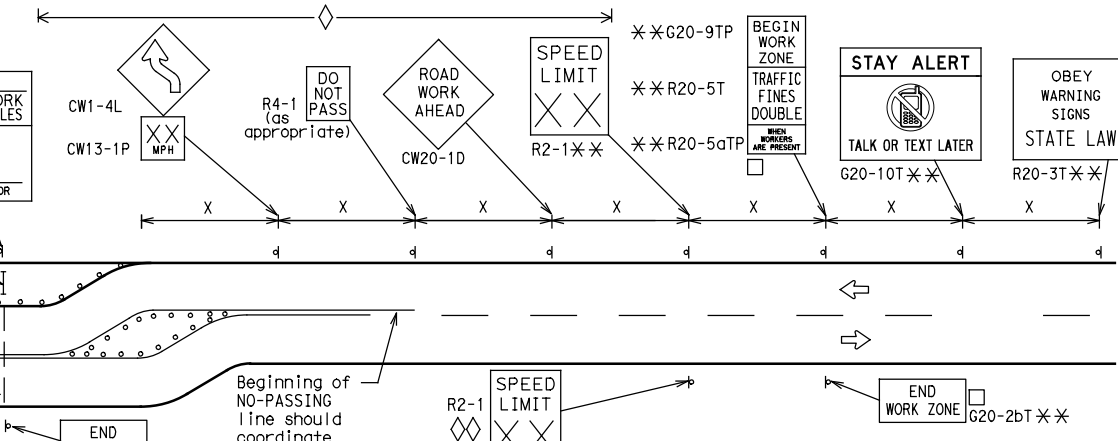 CW1-4L
CW13-1P
XX
MPH
R4-1
(as
appropriate)
DO
NOT
PASS
ROAD
WORK
AHEAD
CW20-1D
SPEED
LIMIT
X X
R2-1**
**G20-9TP
**R20-5T
**R20-5aTP
BEGIN
WORK
ZONE
TRAFFIC
FINES
DOUBLE
WHEN
WORKERS
ARE PRESENT
STAY ALERT
TALK OR TEXT LATER
G20-10T**
OBEY
WARNING
SIGNS
STATE LAW
R20-3T**
X X X X X X X
Beginning of
NO-PASSING
line should
coordinate
R2-1
SPEED
LIMIT
X X
END
WORK ZONE
G20-2bT**
END